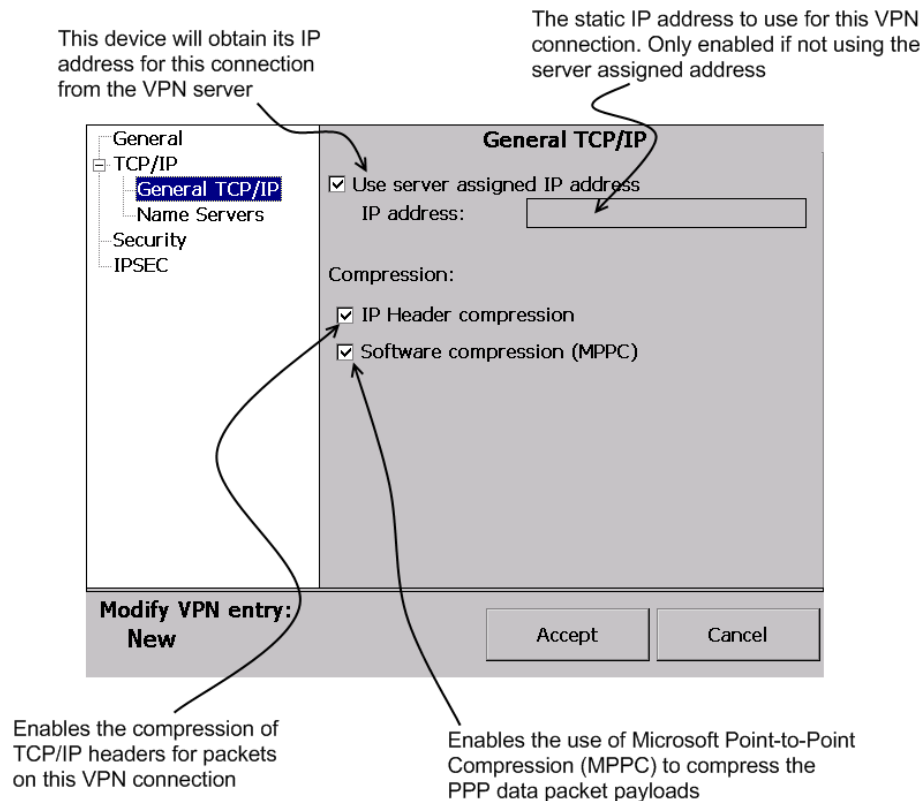 This device will obtain its IP
address for this connection
from the VPN server
The static IP address to use for this VPN
connection. Only enabled if not using the
server assigned address
General
TCP/IP
General TCP/IP
Name Servers
Security
IPSEC
General TCP/IP
Use server assigned IP address
IP address:
Compression:
IP Header compression
Software compression (MPPC)
Modify VPN entry:
New
Accept
Cancel
Enables the compression of
TCP/IP headers for packets
on this VPN connection
Enables the use of Microsoft Point-to-Point
Compression (MPPC) to compress the
PPP data packet payloads